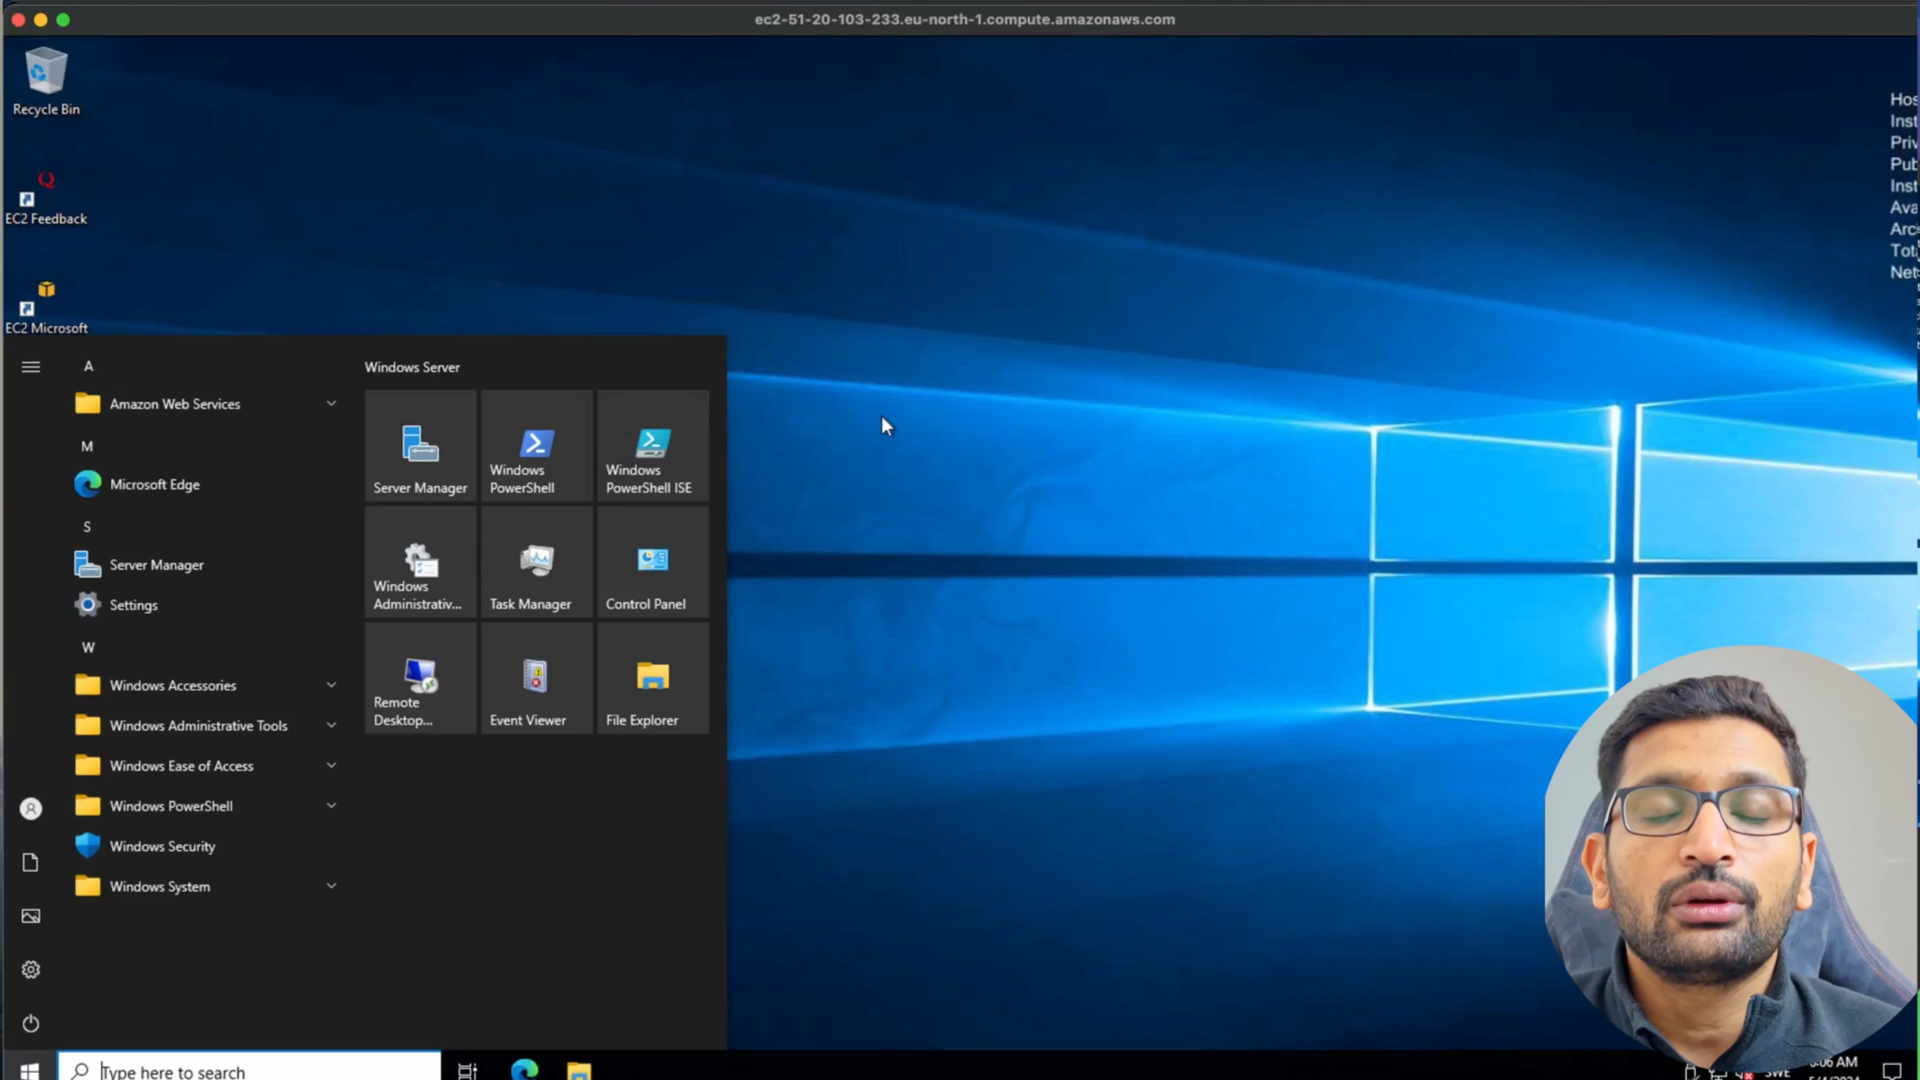 ec2-51-20-103-233.eu-north-1.compute.amazonaws.com
Recycle Bin
EC2 Feedback
EC2 Microsoft
Hos
Inst
Priv
Pub
Inst
Ava
Arc
Tot
Net
A
Amazon Web Services
M
Microsoft Edge
S
Server Manager
Settings
W
Windows Accessories
Windows Administrative Tools
Windows Ease of Access
Windows PowerShell
Windows Security
Windows System
Windows Server
Server Manager
Windows
PowerShell
Windows
PowerShell ISE
Windows
Administrativ...
Task Manager
Control Panel
Remote
Desktop...
Event Viewer
File Explorer
Type here to search
SWE
:06 AM